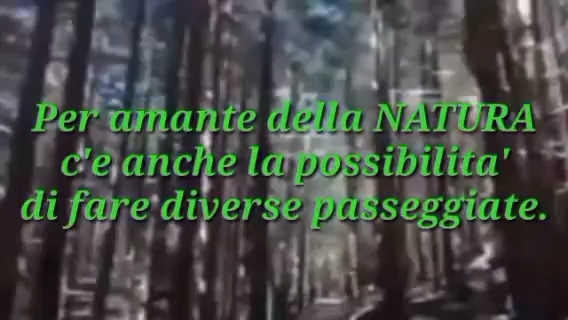 Per amante della NATURA
c'e anche la possibilita'
di fare diverse passeggiate.